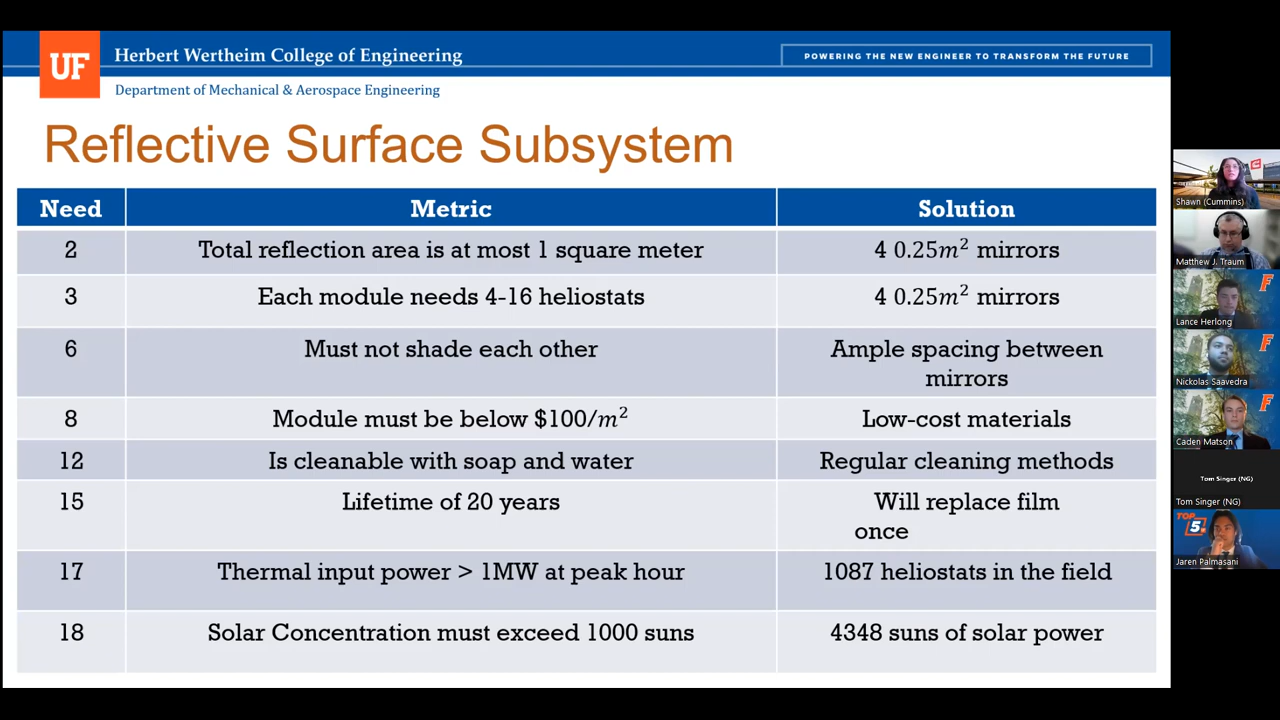 UF
Herbert Wertheim College of Engineering
POWERING THE NEW ENGINEER TO TRANSFORM THE FUTURE
Department of Mechanical & Aerospace Engineering
Reflective Surface Subsystem
Need Metric Solution
2 Total reflection area is at most 1 square meter 4 0.25m² mirrors
3 Each module needs 4-16 heliostats 4 0.25m² mirrors
6 Must not shade each other Ample spacing between
mirrors
8 Module must be below $100/m² Low-cost materials
12 Is cleanable with soap and water Regular cleaning methods
15 Lifetime of 20 years Will replace film
once
17 Thermal input power > 1MW at peak hour 1087 heliostats in the field
18 Solar Concentration must exceed 1000 suns 4348 suns of solar power
Shawn (Cummins)
Matthew J. Traum
F
Lance Herlong
F
Nickolas Saavedra
F
Caden Matson
Tom Singer (NG)
Tom Singer (NG)
TOP
5.
Jaren Palmasani